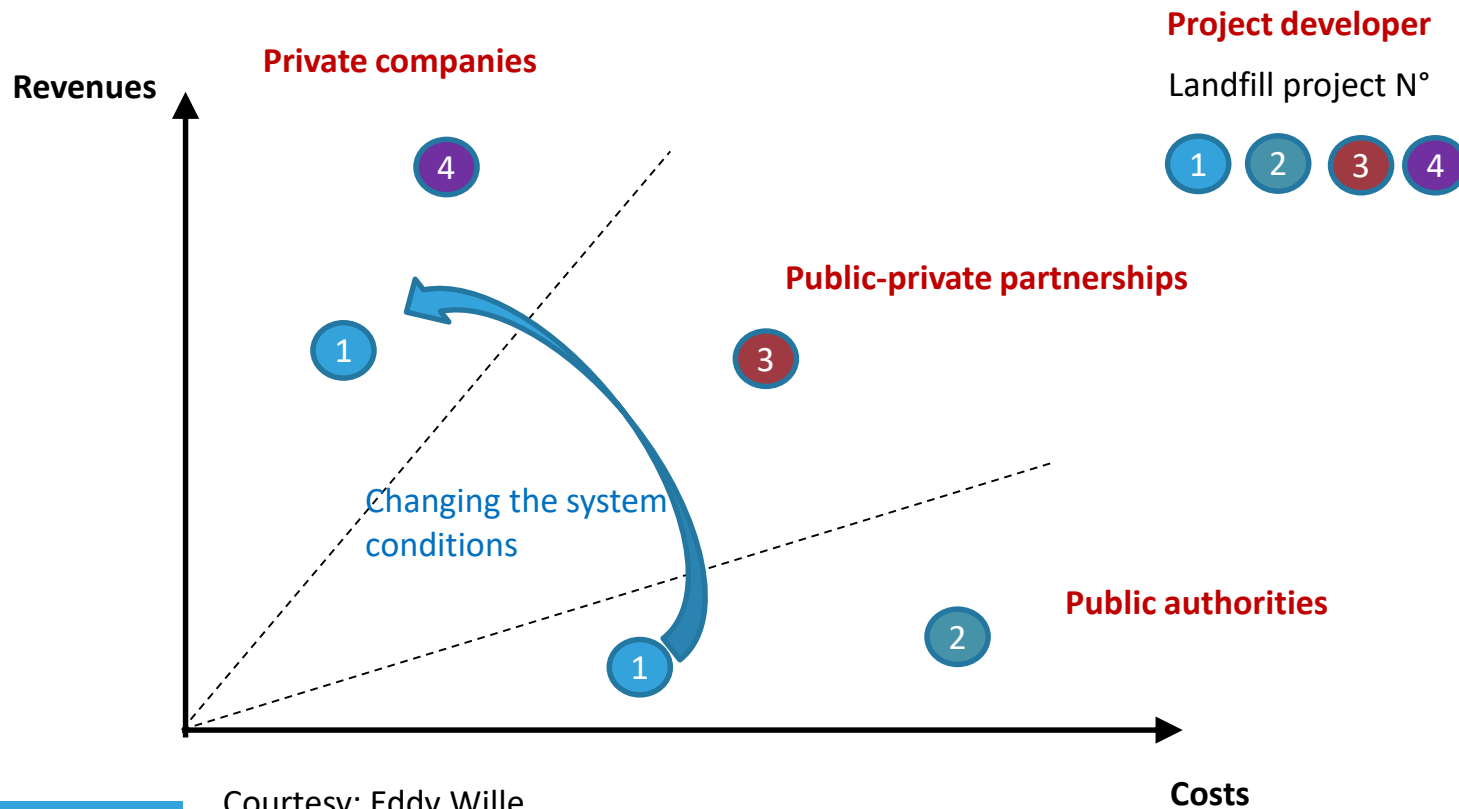 Project developer
Private companies
Landfill project N°
Revenues
1 2 3 4
4
Public-private partnerships
1
3
Changing the system
conditions
Public authorities
2
1
Costs
Courtesy: Eddy Wille